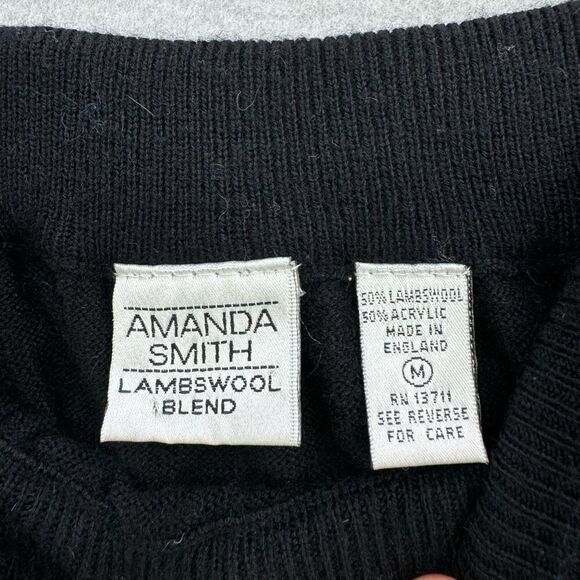 AMANDA
SMITH
LAMBSWOOL
BLEND
50% LAMBSWOOL
50% ACRYLIC
MADE IN
ENGLAND
M
RN 13711
SEE REVERSE
FOR CARE